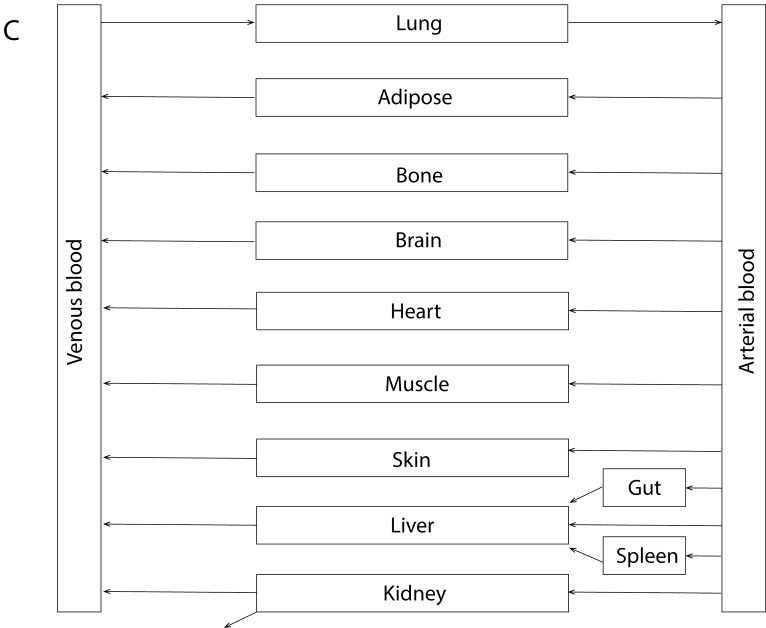 C
Lung
Adipose
Bone
Brain
Heart
Muscle
Skin
Gut
Liver
Spleen
Kidney
Venous blood
Arterial blood